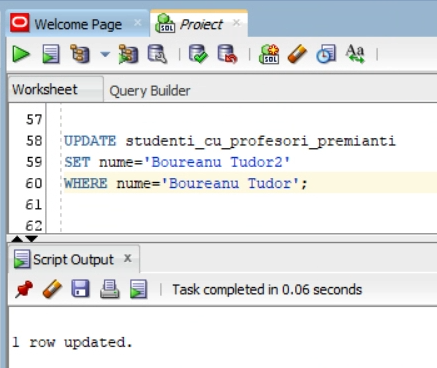 Welcome Page
Proiect
SQL
Worksheet
Query Builder
57
58 UPDATE studenti_cu_profesori_premianti
59 SET nume='Boureanu Tudor2'
60 WHERE nume='Boureanu Tudor';
61
62
Script Output x
Task completed in 0.06 seconds
1 row updated.